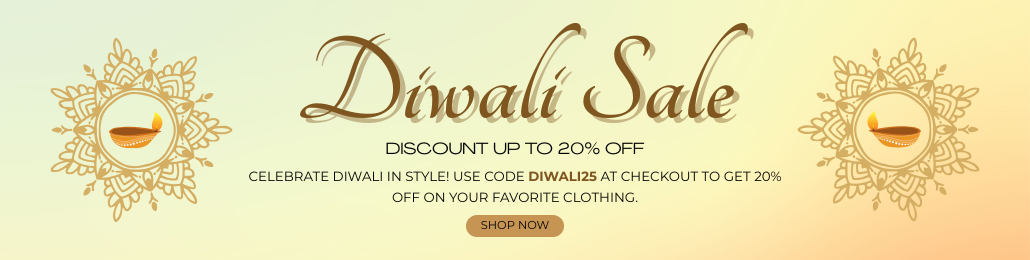 Diwali Sale
DISCOUNT UP TO 20% OFF
CELEBRATE DIWALI IN STYLE! USE CODE DIWALI25 AT CHECKOUT TO GET 20%
OFF ON YOUR FAVORITE CLOTHING.
SHOP NOW